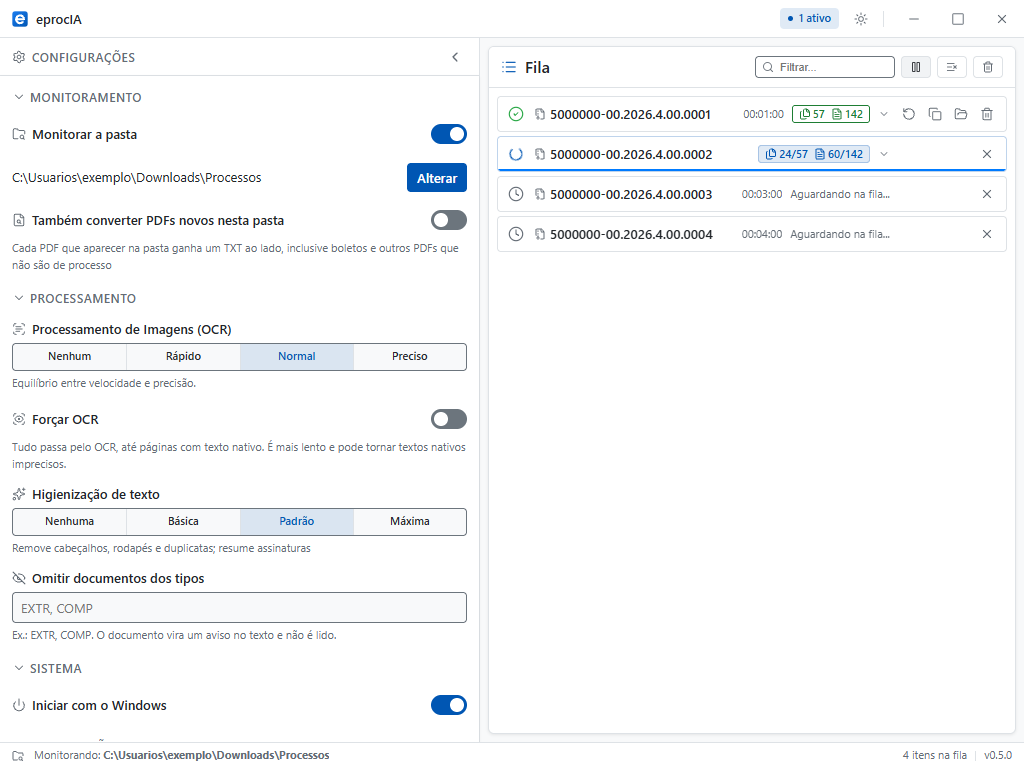 eprocIA
1 ativo
CONFIGURAÇÕES
MONITORAMENTO
Monitorar a pasta
C:\Usuarios\exemplo\Downloads\Processos
Alterar
Também converter PDFs novos nesta pasta
Cada PDF que aparecer na pasta ganha um TXT ao lado, inclusive boletos e outros PDFs que
não são de processo
PROCESSAMENTO
Processamento de Imagens (OCR)
Nenhum Rápido Normal Preciso
Equilíbrio entre velocidade e precisão.
Forçar OCR
Tudo passa pelo OCR, até páginas com texto nativo. É mais lento e pode tornar textos nativos
imprecisos.
Higienização de texto
Nenhuma Básica Padrão Máxima
Remove cabeçalhos, rodapés e duplicatas; resume assinaturas
Omitir documentos dos tipos
EXTR, COMP
Ex.: EXTR, COMP. O documento vira um aviso no texto e não é lido.
SISTEMA
Iniciar com o Windows
Fila
Filtrar...
5000000-00.2026.4.00.0001 00:01:00 57 142
5000000-00.2026.4.00.0002 24/57 60/142
5000000-00.2026.4.00.0003 00:03:00 Aguardando na fila...
5000000-00.2026.4.00.0004 00:04:00 Aguardando na fila...
Monitorando: C:\Usuarios\exemplo\Downloads\Processos
4 itens na fila
v0.5.0